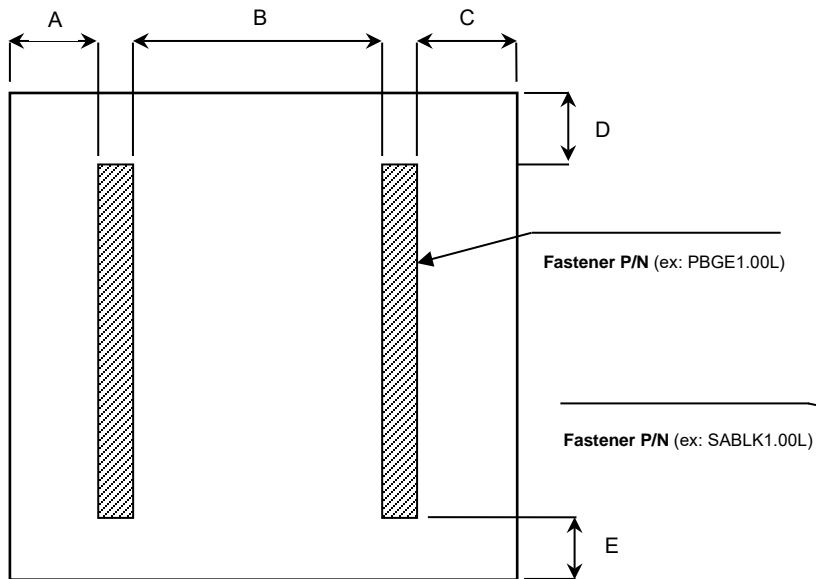 A
B
C
D
Fastener P/N (ex: PBGE1.00L)
Fastener P/N (ex: SABLK1.00L)
E